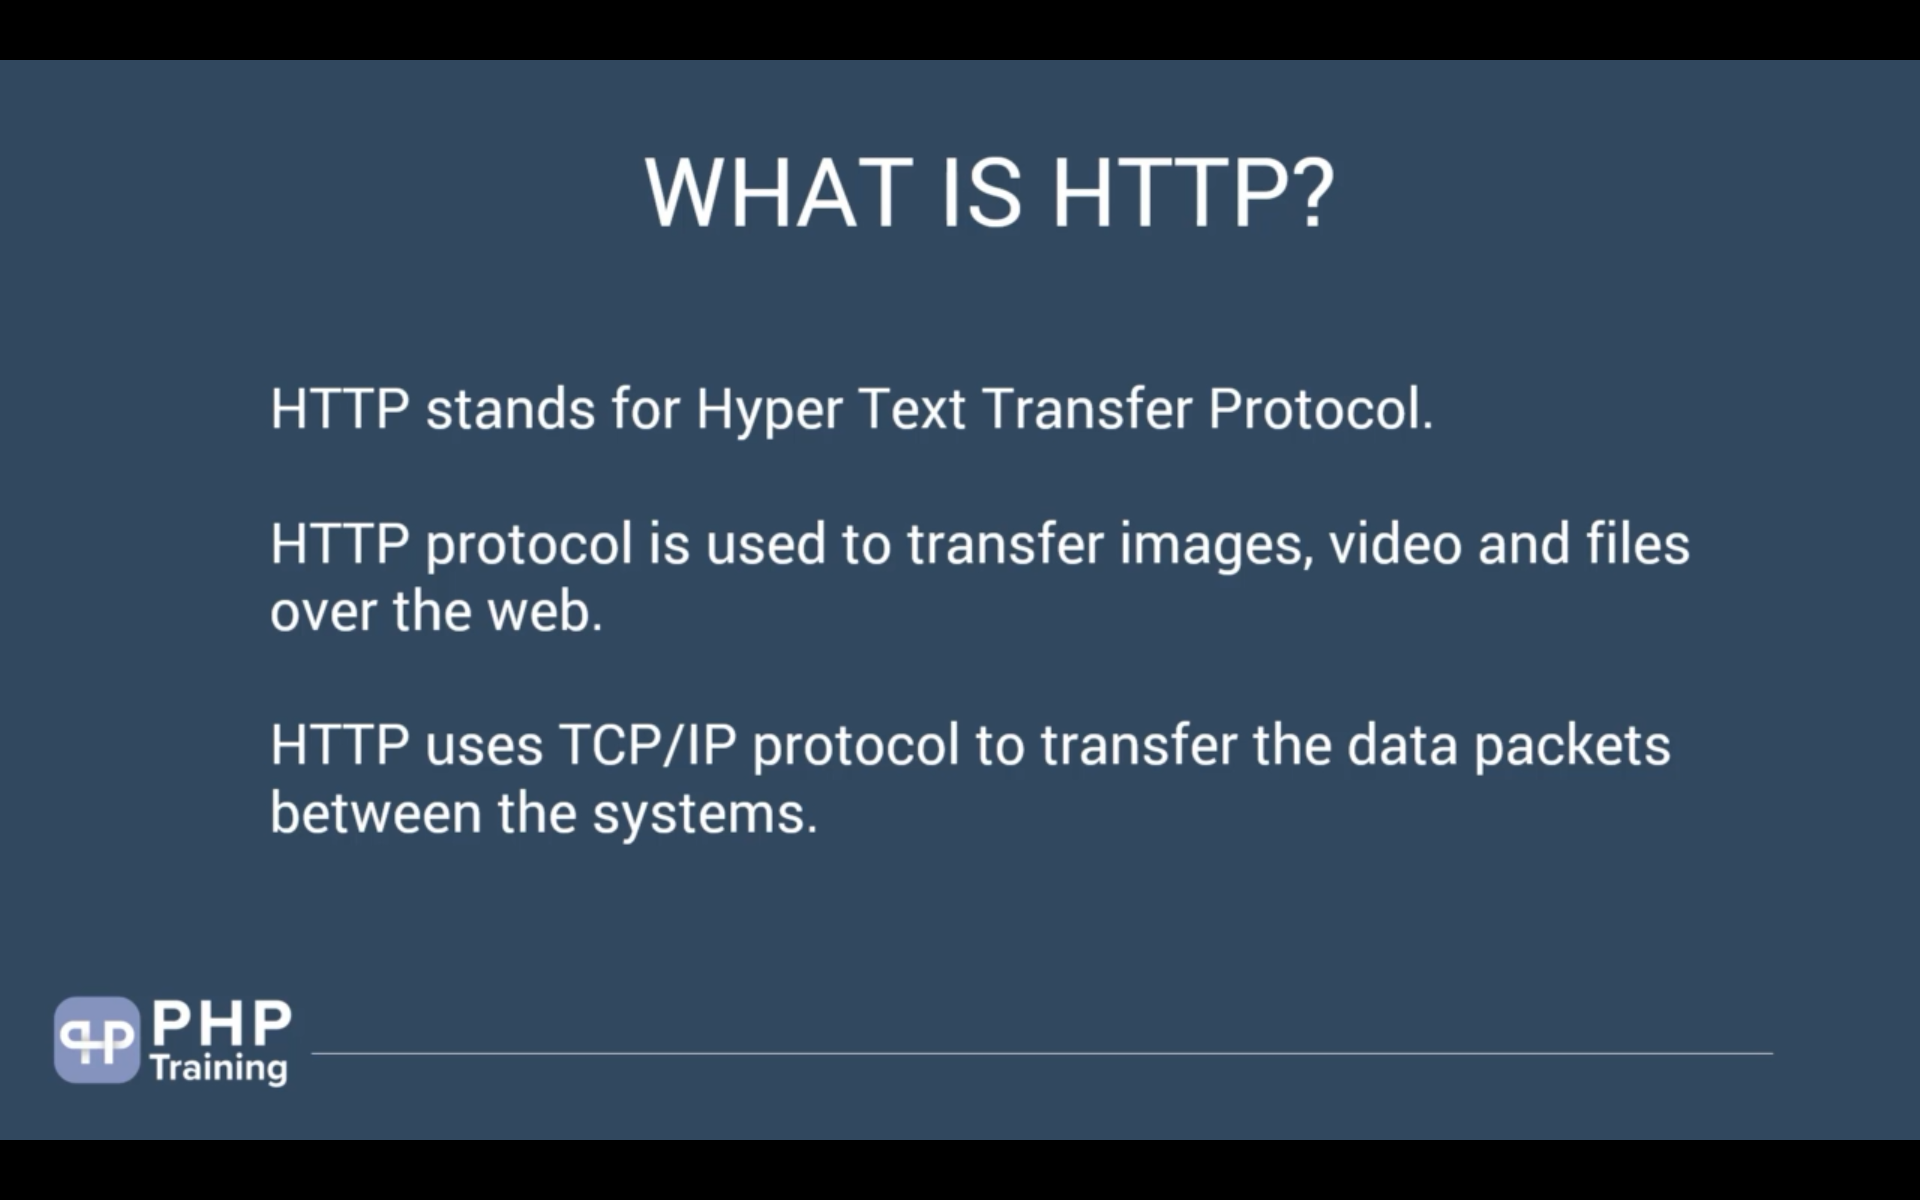 WHAT IS HTTP?
HTTP stands for Hyper Text Transfer Protocol.
HTTP protocol is used to transfer images, video and files
over the web.
HTTP uses TCP/IP protocol to transfer the data packets
between the systems.
PHP
Training